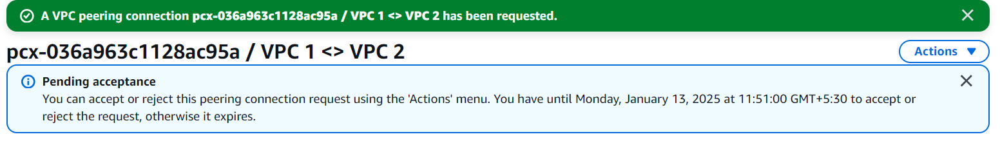 A VPC peering connection pcx-036a963c1128ac95a / VPC 1 <> VPC 2 has been requested.
pcx-036a963c1128ac95a / VPC 1 <> VPC 2
Actions
Pending acceptance
You can accept or reject this peering connection request using the 'Actions' menu. You have until Monday, January 13, 2025 at 11:51:00 GMT+5:30 to accept or
reject the request, otherwise it expires.